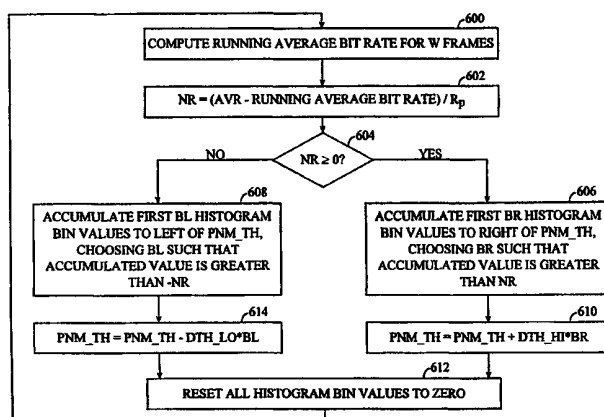 600
COMPUTE RUNNING AVERAGE BIT RATE FOR W FRAMES
602
NR = (AVR - RUNNING AVERAGE BIT RATE) / Rp
604
NR ≥ 0?
NO
YES
608
ACCUMULATE FIRST BL HISTOGRAM
BIN VALUES TO LEFT OF PNM_TH,
CHOOSING BL SUCH THAT
ACCUMULATED VALUE IS GREATER
THAN -NR
606
ACCUMULATE FIRST BR HISTOGRAM
BIN VALUES TO RIGHT OF PNM_TH,
CHOOSING BR SUCH THAT
ACCUMULATED VALUE IS GREATER
THAN NR
614
PNM_TH = PNM_TH - DTH_LO*BL
610
PNM_TH = PNM_TH + DTH_HI*BR
612
RESET ALL HISTOGRAM BIN VALUES TO ZERO